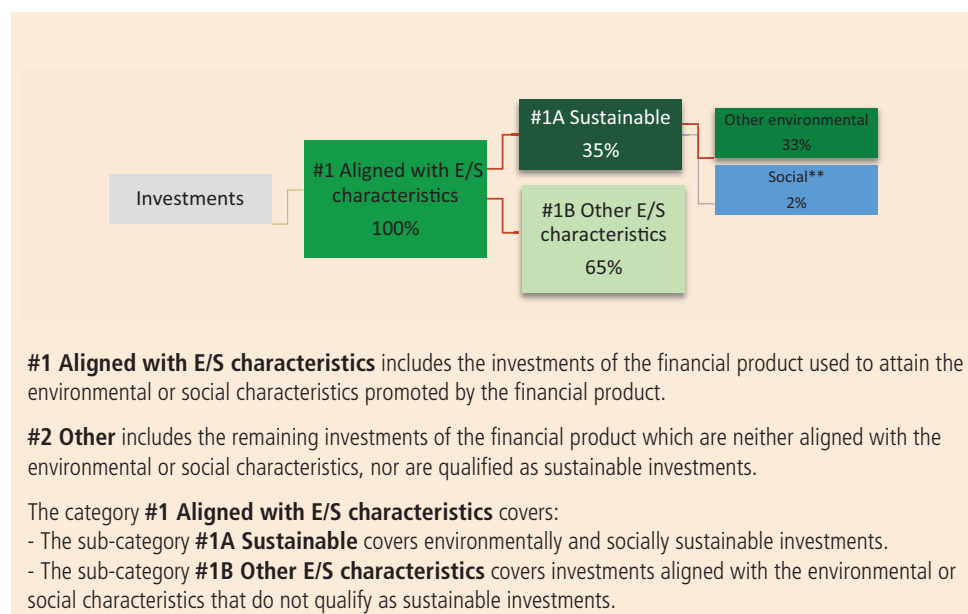 #1A Sustainable
35%
Other environmental
33%
Social**
2%
Investments
#1 Aligned with E/S
characteristics
100%
#1B Other E/S
characteristics
65%
#1 Aligned with E/S characteristics includes the investments of the financial product used to attain the
environmental or social characteristics promoted by the financial product.
#2 Other includes the remaining investments of the financial product which are neither aligned with the
environmental or social characteristics, nor are qualified as sustainable investments.
The category #1 Aligned with E/S characteristics covers:
- The sub-category #1A Sustainable covers environmentally and socially sustainable investments.
- The sub-category #1B Other E/S characteristics covers investments aligned with the environmental or
social characteristics that do not qualify as sustainable investments.